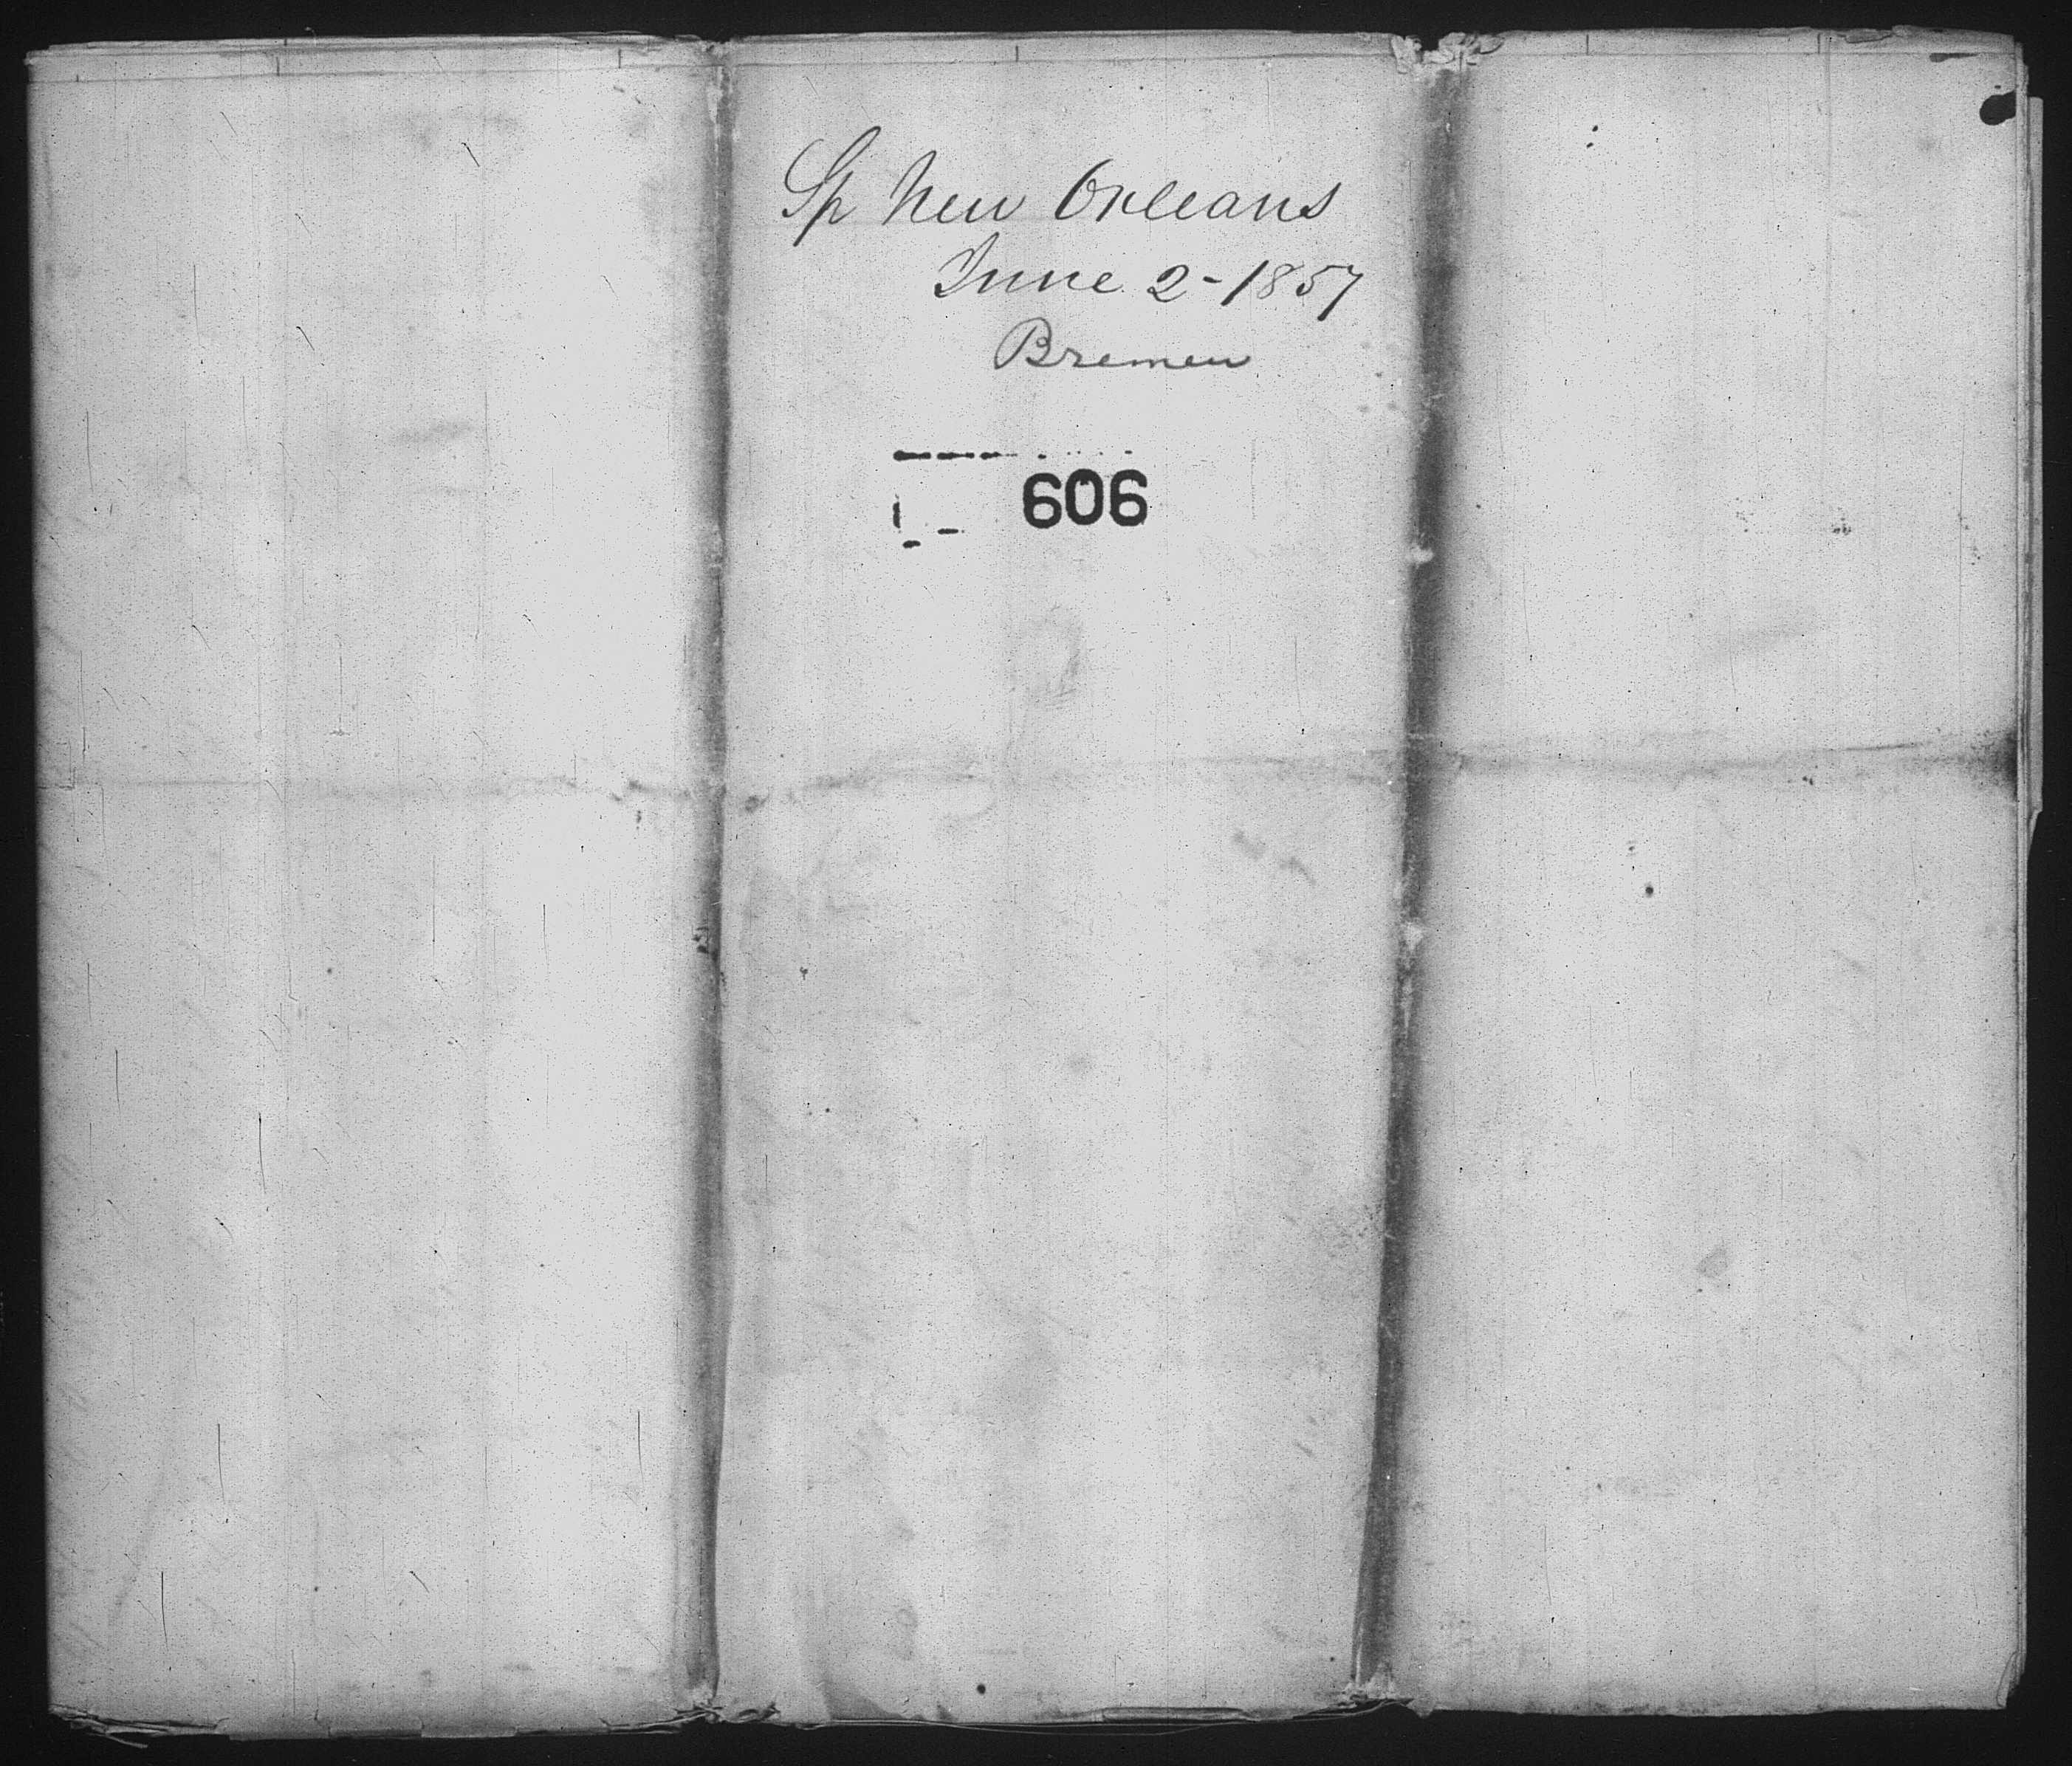 Sp New Orleans
June 2-1857
Bremen
606